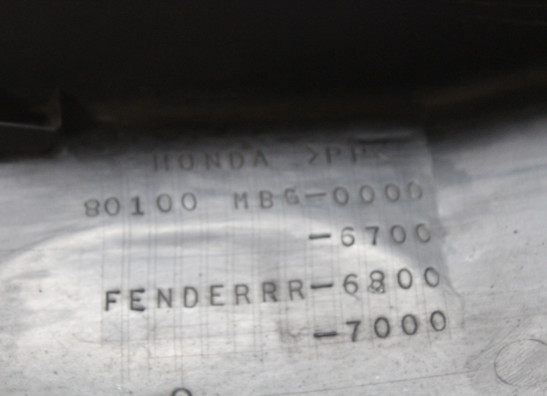 HONDA >PP<
80100 MBG-0000
-6700
FENDERRR-6800
-7000